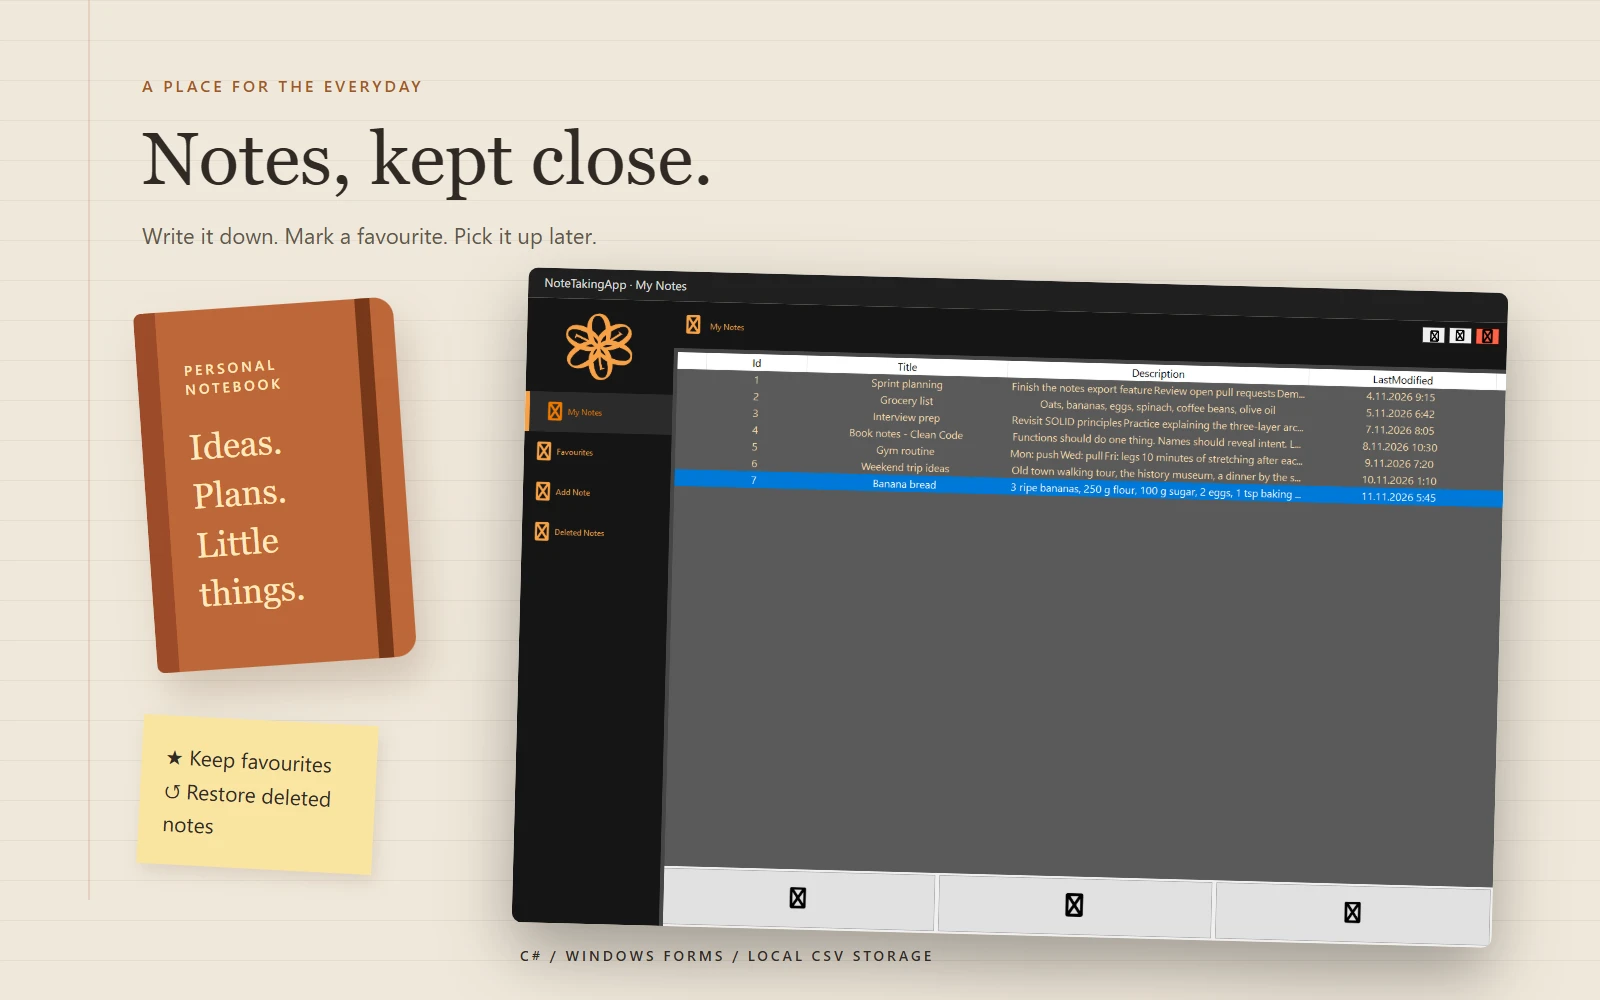 A PLACE FOR THE EVERYDAY
Notes, kept close.
Write it down. Mark a favourite. Pick it up later.
PERSONAL
NOTEBOOK
Ideas.
Plans.
Little
things.
★ Keep favourites
↺ Restore deleted
notes
NoteTakingApp · My Notes
My Notes
My Notes
Favourites
Add Note
Deleted Notes
Id Title Description LastModified
1 Sprint planning Finish the notes export feature Review open pull requests Dem... 4.11.2026 9:15
2 Grocery list Oats, bananas, eggs, spinach, coffee beans, olive oil 5.11.2026 6:42
3 Interview prep Revisit SOLID principles Practice explaining the three-layer arc... 7.11.2026 8:05
4 Book notes - Clean Code Functions should do one thing. Names should reveal intent. L... 8.11.2026 10:30
5 Gym routine Mon: push Wed: pull Fri: legs 10 minutes of stretching after eac... 9.11.2026 7:20
6 Weekend trip ideas Old town walking tour, the history museum, a dinner by the s... 10.11.2026 1:10
7 Banana bread 3 ripe bananas, 250 g flour, 100 g sugar, 2 eggs, 1 tsp baking ... 11.11.2026 5:45
C# / WINDOWS FORMS / LOCAL CSV STORAGE